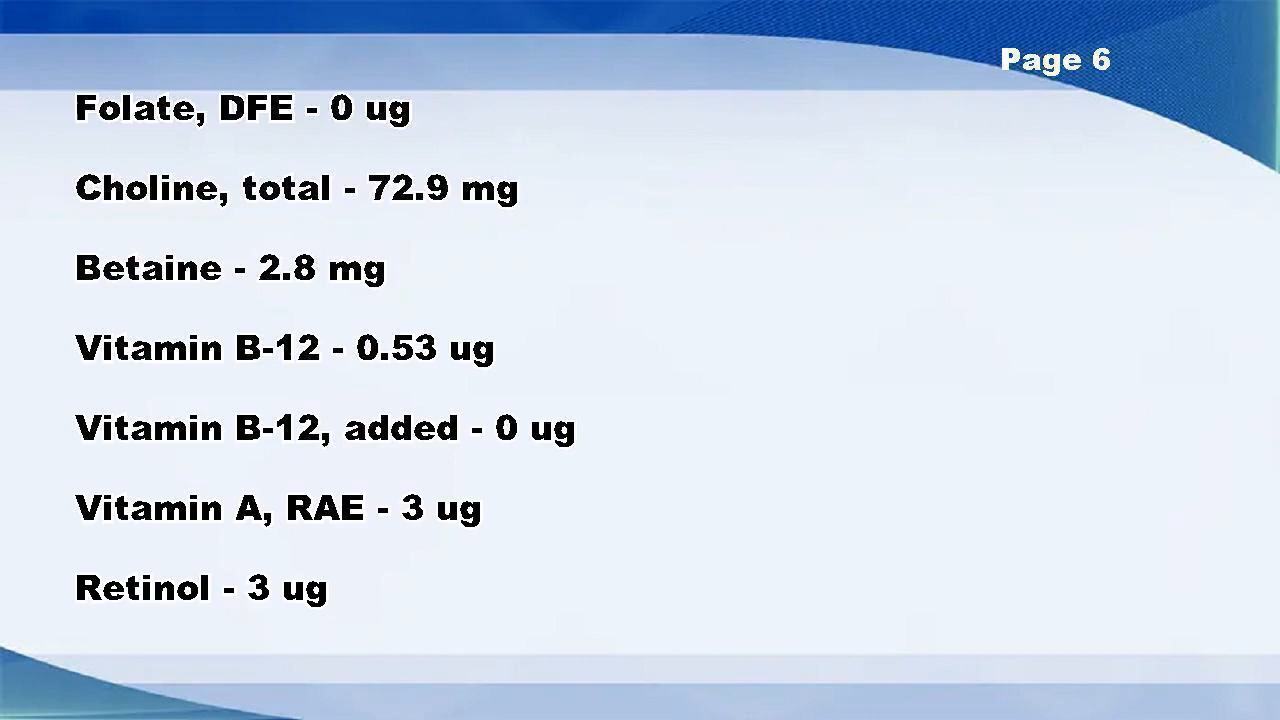 Page 6
Folate, DFE - 0 ug
Choline, total - 72.9 mg
Betaine - 2.8 mg
Vitamin B-12 - 0.53 ug
Vitamin B-12, added - 0 ug
Vitamin A, RAE - 3 ug
Retinol - 3 ug